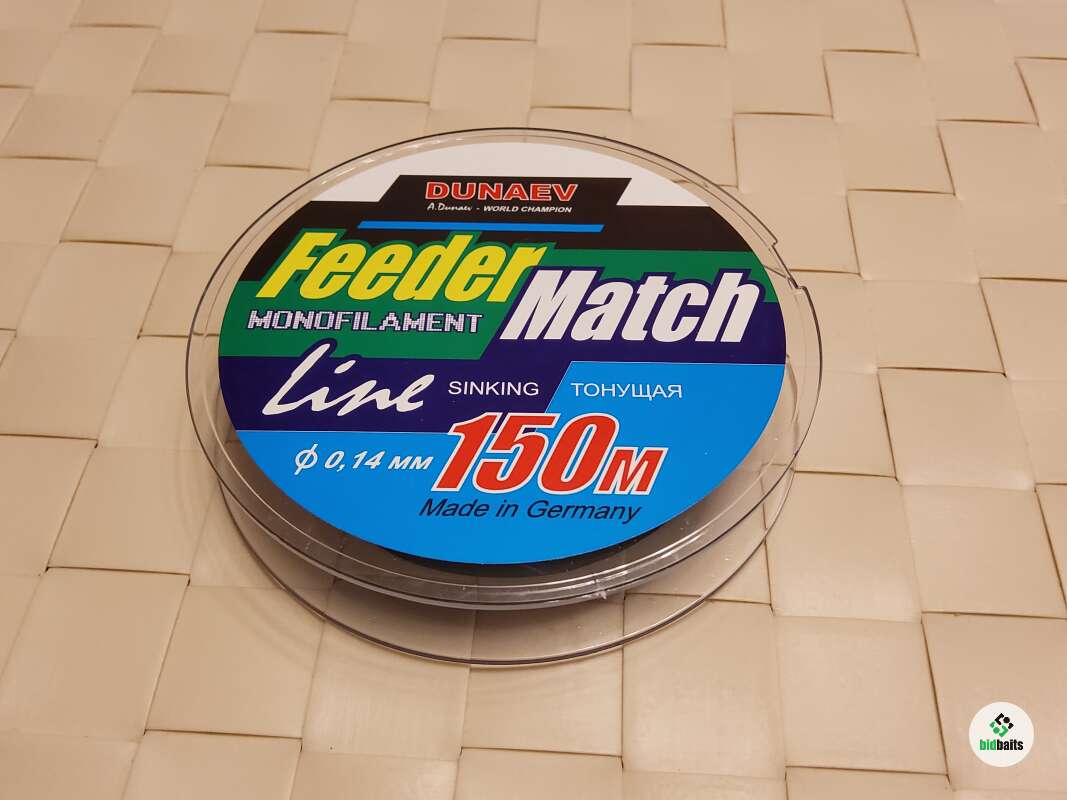 DUNAEV
A.Dunaev - WORLD CHAMPION
Feeder
Match
MONOFILAMENT
Line SINKING ТОНУЩАЯ
ϕ 0,14 мм 150м
Made in Germany
bidbaits